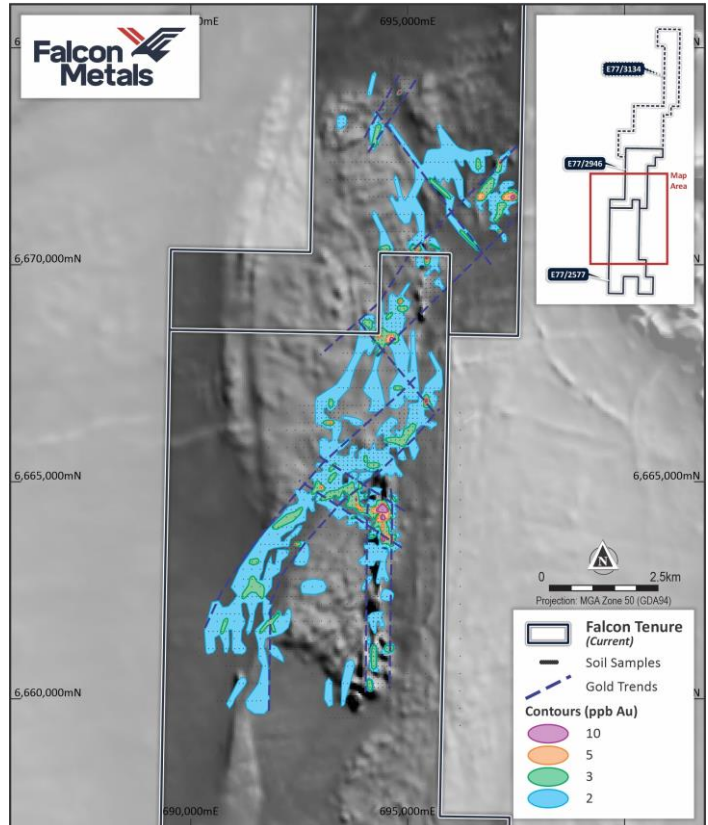 Falcon
Metals
695,000mE
E77/3134
E77/2946
Map
Area
E77/2577
6,670,000mN
6,665,000mN
6,665,000mN
0
2.5km
Projection: MGA Zone 50 (GDA94)
Falcon Tenure
(Current)
Soil Samples
Gold Trends
Contours (ppb Au)
10
5
3
2
6,660,000mN
690,000mE
695,000mE